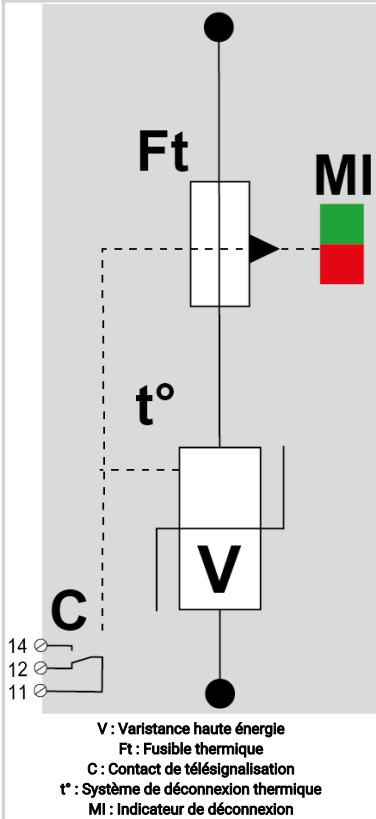 Ft
MI
t°
V
C
14
12
11
V : Varistance haute énergie
Ft : Fusible thermique
C : Contact de télésignalisation
t° : Système de déconnexion thermique
MI : Indicateur de déconnexion